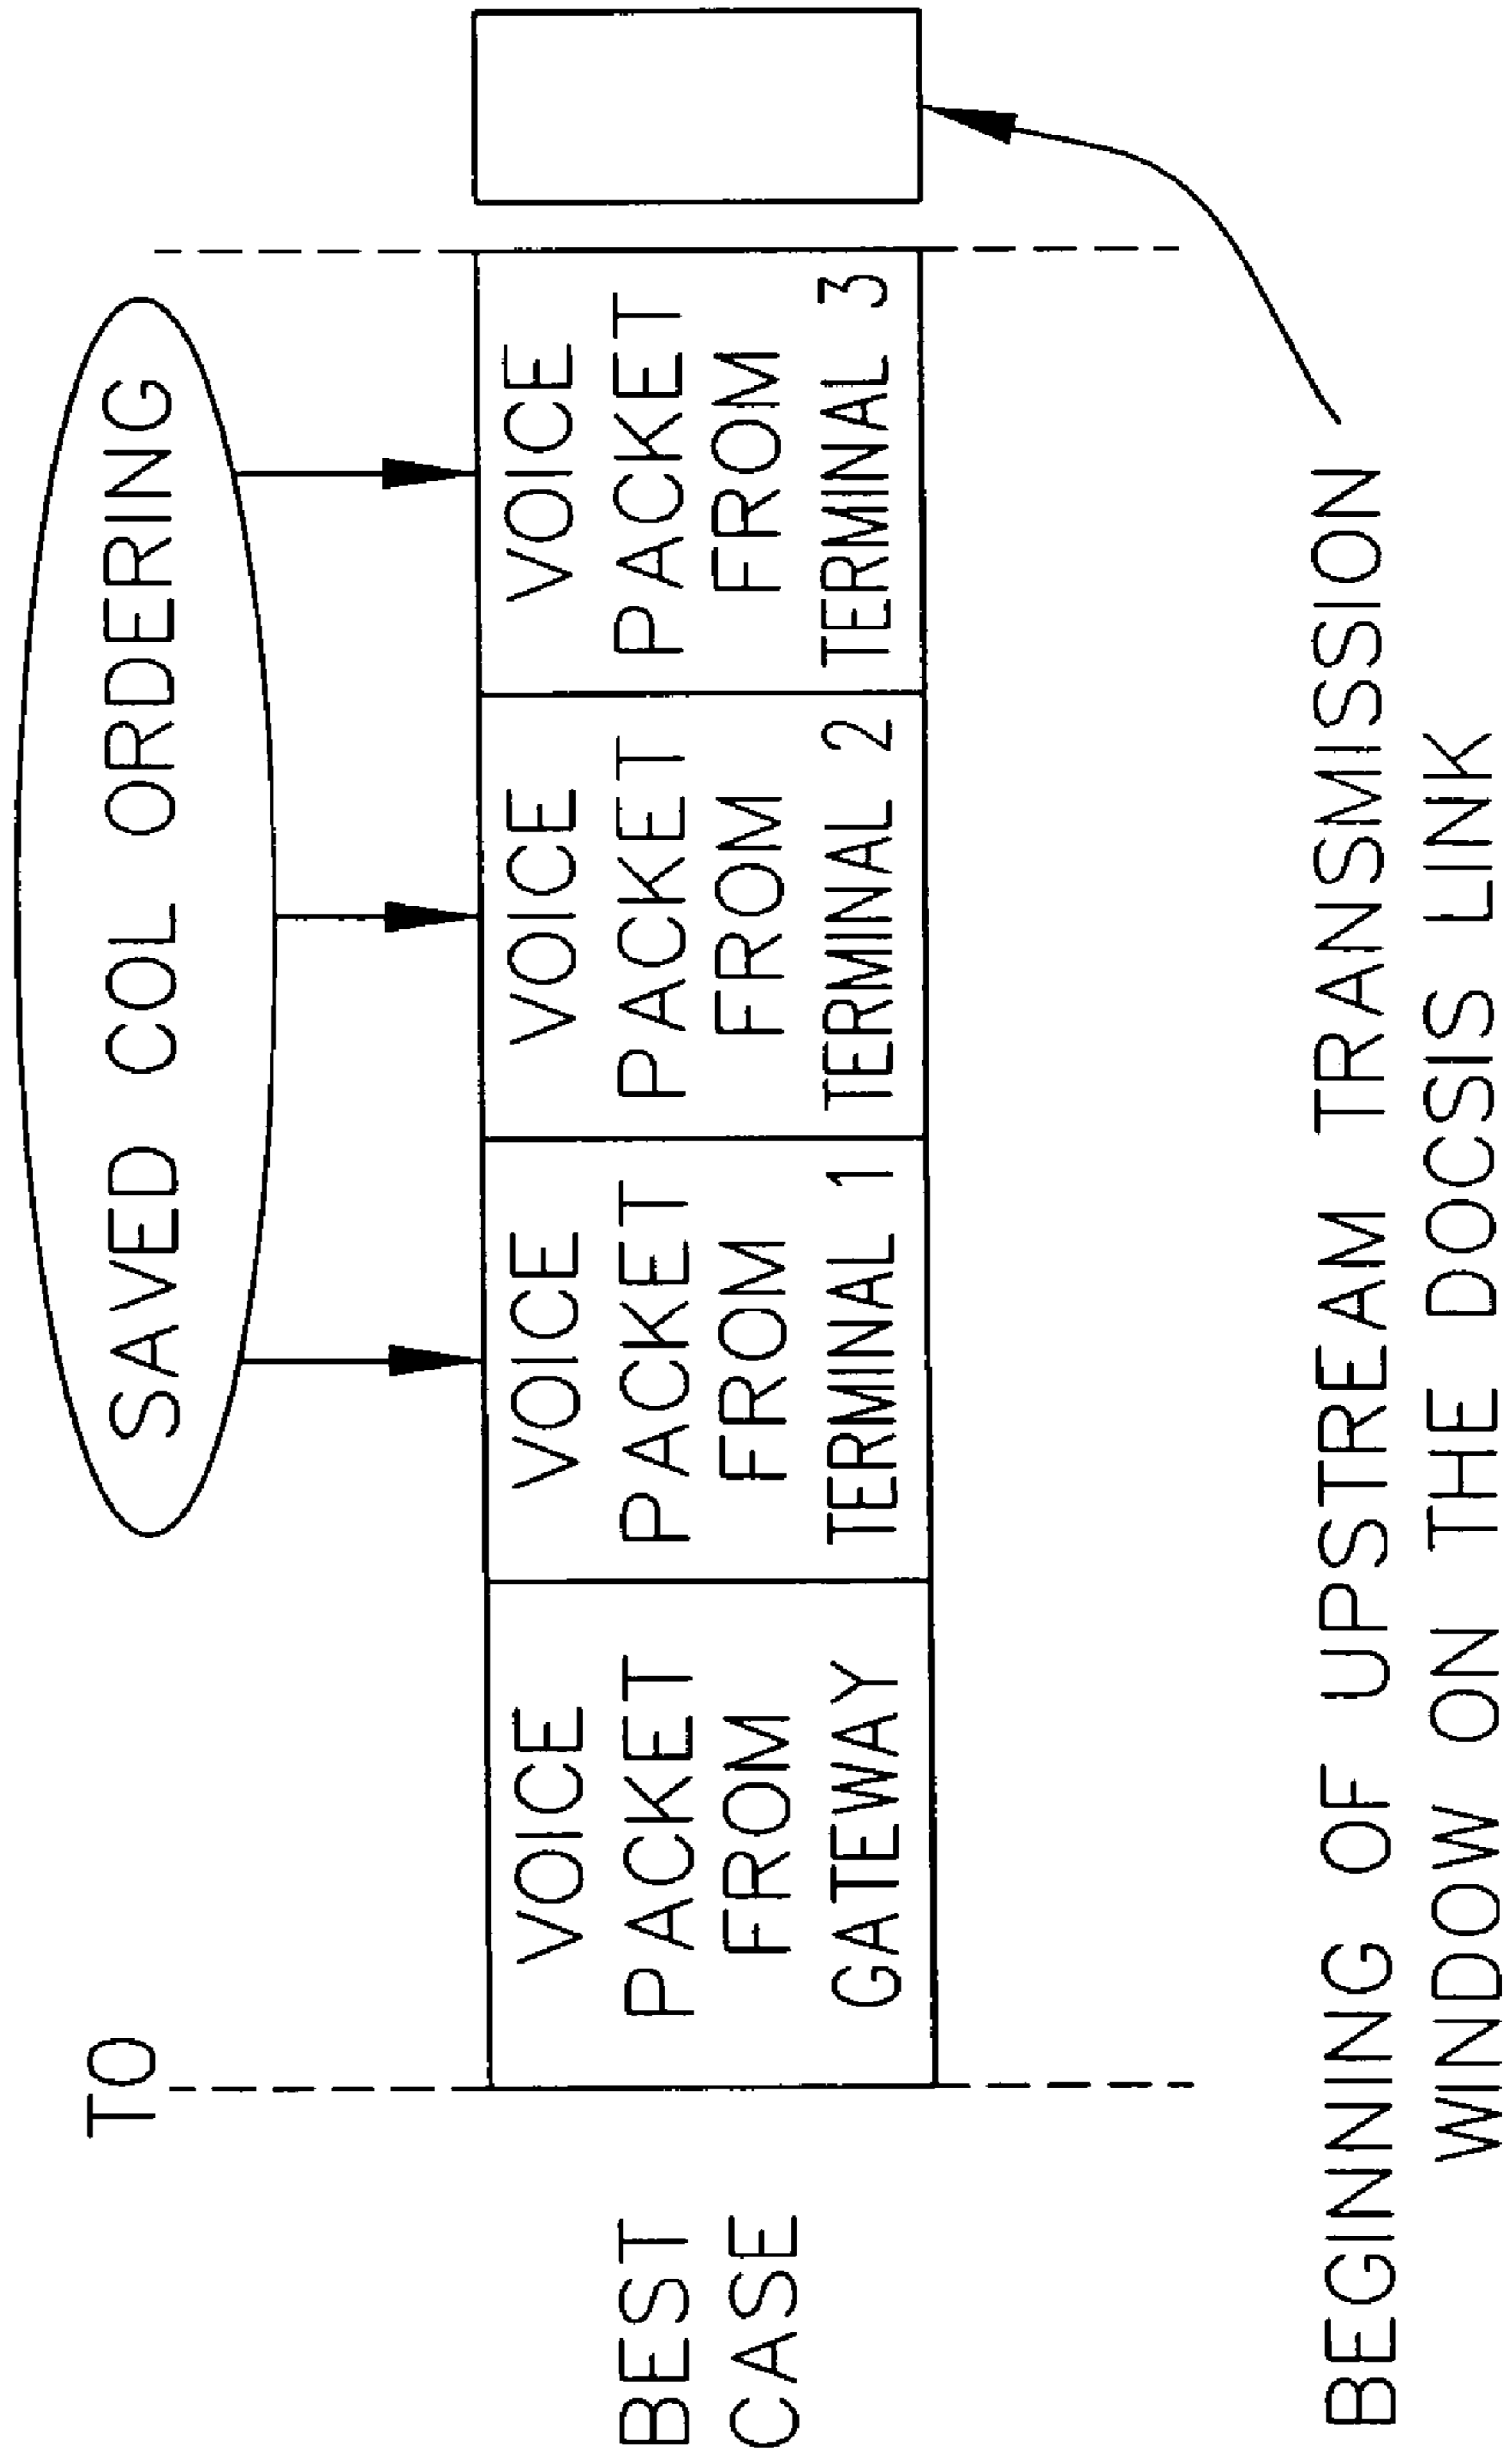 SAVED COL ORDERING
TO
BEST
CASE
VOICE
PACKET
FROM
GATEWAY
VOICE
PACKET
FROM
TERMINAL 1
VOICE
PACKET
FROM
TERMINAL 2
VOICE
PACKET
FROM
TERMINAL 3
BEGINNING OF UPSTREAM TRANSMISSION
WINDOW ON THE DOCSIS LINK